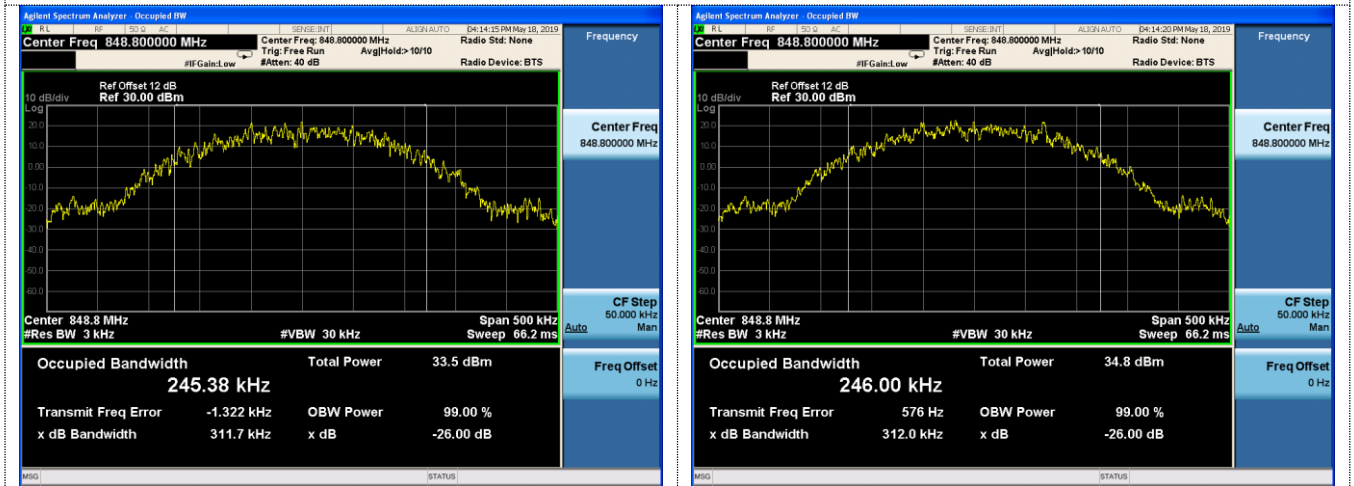 Agilent Spectrum Analyzer - Occupied BW
RL RF 50 Ω AC SENSE:INT ALIGN AUTO 04:14:15 PM May 18, 2019
Center Freq 848.800000 MHz
Center Freq: 848.800000 MHz
Radio Std: None
Trig: Free Run Avg|Hold:> 10/10
#IFGain:Low #Atten: 40 dB Radio Device: BTS
Ref Offset 12 dB
10 dB/div Ref 30.00 dBm
Log
20.0
10.0
0.00
-10.0
-20.0
-30.0
-40.0
-50.0
-60.0
Center 848.8 MHz Span 500 kHz
#Res BW 3 kHz #VBW 30 kHz Sweep 66.2 ms
Occupied Bandwidth Total Power 33.5 dBm
245.38 kHz
Transmit Freq Error -1.322 kHz OBW Power 99.00 %
x dB Bandwidth 311.7 kHz x dB -26.00 dB
Frequency
Center Freq
848.800000 MHz
CF Step
50.000 kHz
Auto Man
Freq Offset
0 Hz
MSG STATUS
Agilent Spectrum Analyzer - Occupied BW
RL RF 50 Ω AC SENSE:INT ALIGN AUTO 04:14:20 PM May 18, 2019
Center Freq 848.800000 MHz
Center Freq: 848.800000 MHz
Radio Std: None
Trig: Free Run Avg|Hold:> 10/10
#IFGain:Low #Atten: 40 dB Radio Device: BTS
Ref Offset 12 dB
10 dB/div Ref 30.00 dBm
Log
20.0
10.0
0.00
-10.0
-20.0
-30.0
-40.0
-50.0
-60.0
Center 848.8 MHz Span 500 kHz
#Res BW 3 kHz #VBW 30 kHz Sweep 66.2 ms
Occupied Bandwidth Total Power 34.8 dBm
246.00 kHz
Transmit Freq Error 576 Hz OBW Power 99.00 %
x dB Bandwidth 312.0 kHz x dB -26.00 dB
Frequency
Center Freq
848.800000 MHz
CF Step
50.000 kHz
Auto Man
Freq Offset
0 Hz
MSG STATUS